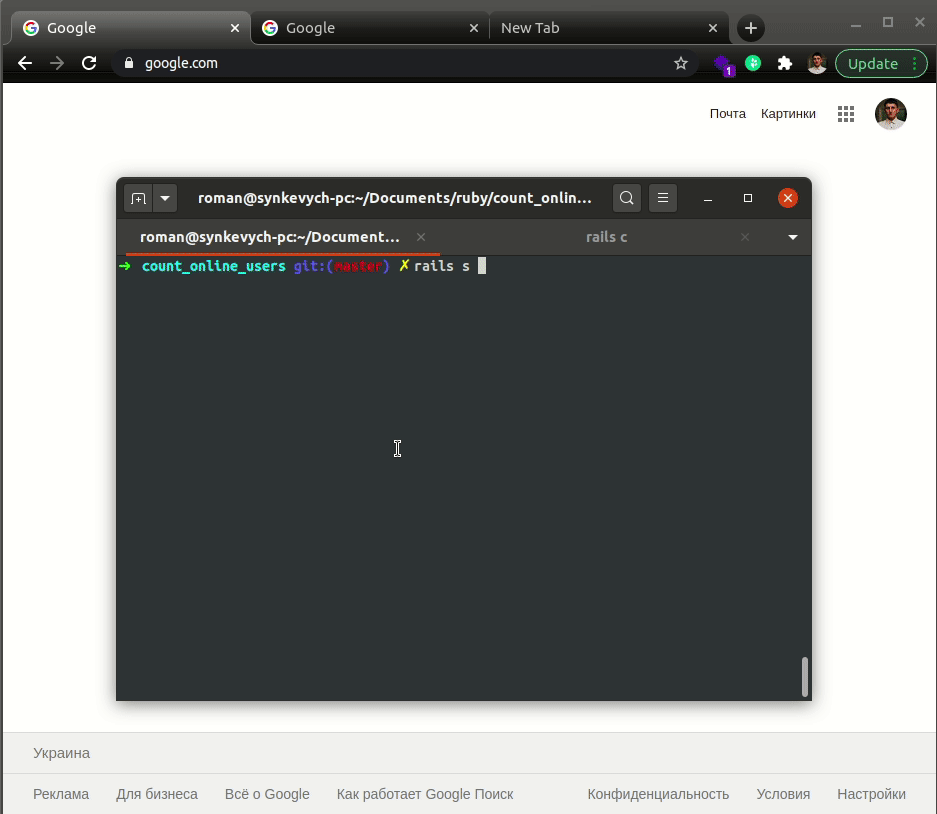 Google Google New Tab
google.com 1 Update
Почта Картинки
roman@synkevych-pc:~/Documents/ruby/count_onlin...
roman@synkevych-pc:~/Document... rails c
→ count_online_users git:(master) ✗ rails s
Украина
Реклама Для бизнеса Всё о Google Как работает Google Поиск Конфиденциальность Условия Настройки